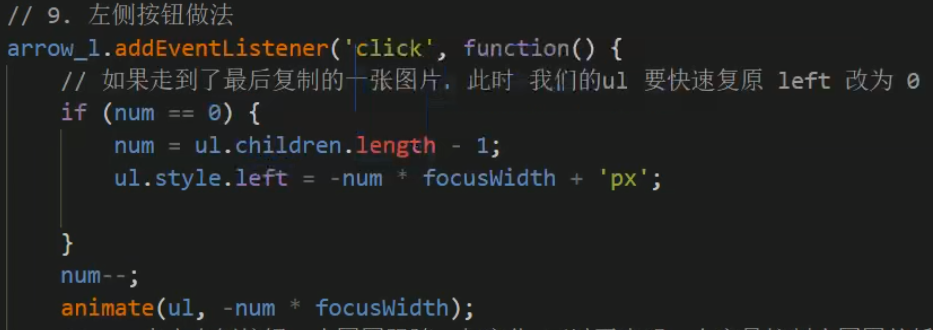 // 9. 左侧按钮做法
arrow_l.addEventListener('click', function() {
// 如果走到了最后复制的一张图片，此时 我们的ul 要快速复原 left 改为 0
if (num == 0) {
num = ul.children.length - 1;
ul.style.left = -num * focusWidth + 'px';
}
num--;
animate(ul, -num * focusWidth);